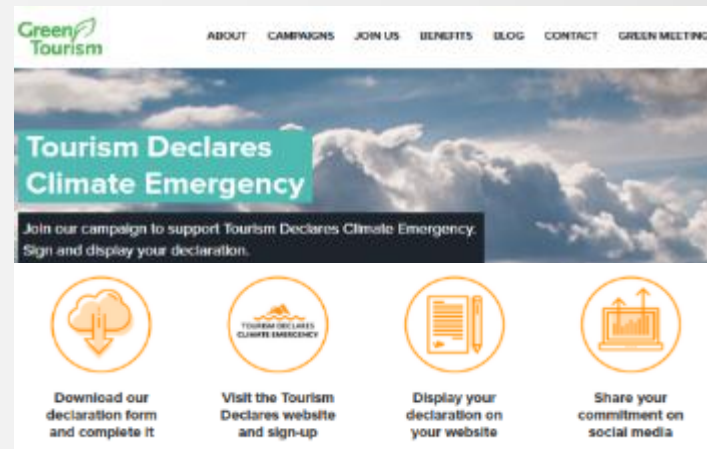 Green
Tourism
ABOUT CAMPAIGNS JOIN US BENEFITS BLOG CONTACT GREEN MEETING
Tourism Declares
Climate Emergency
Join our campaign to support Tourism Declares Climate Emergency.
Sign and display your declaration.
TOURISM DECLARES
CLIMATE EMERGENCY
Download our
declaration form
and complete it
Visit the Tourism
Declares website
and sign-up
Display your
declaration on
your website
Share your
commitment on
social media